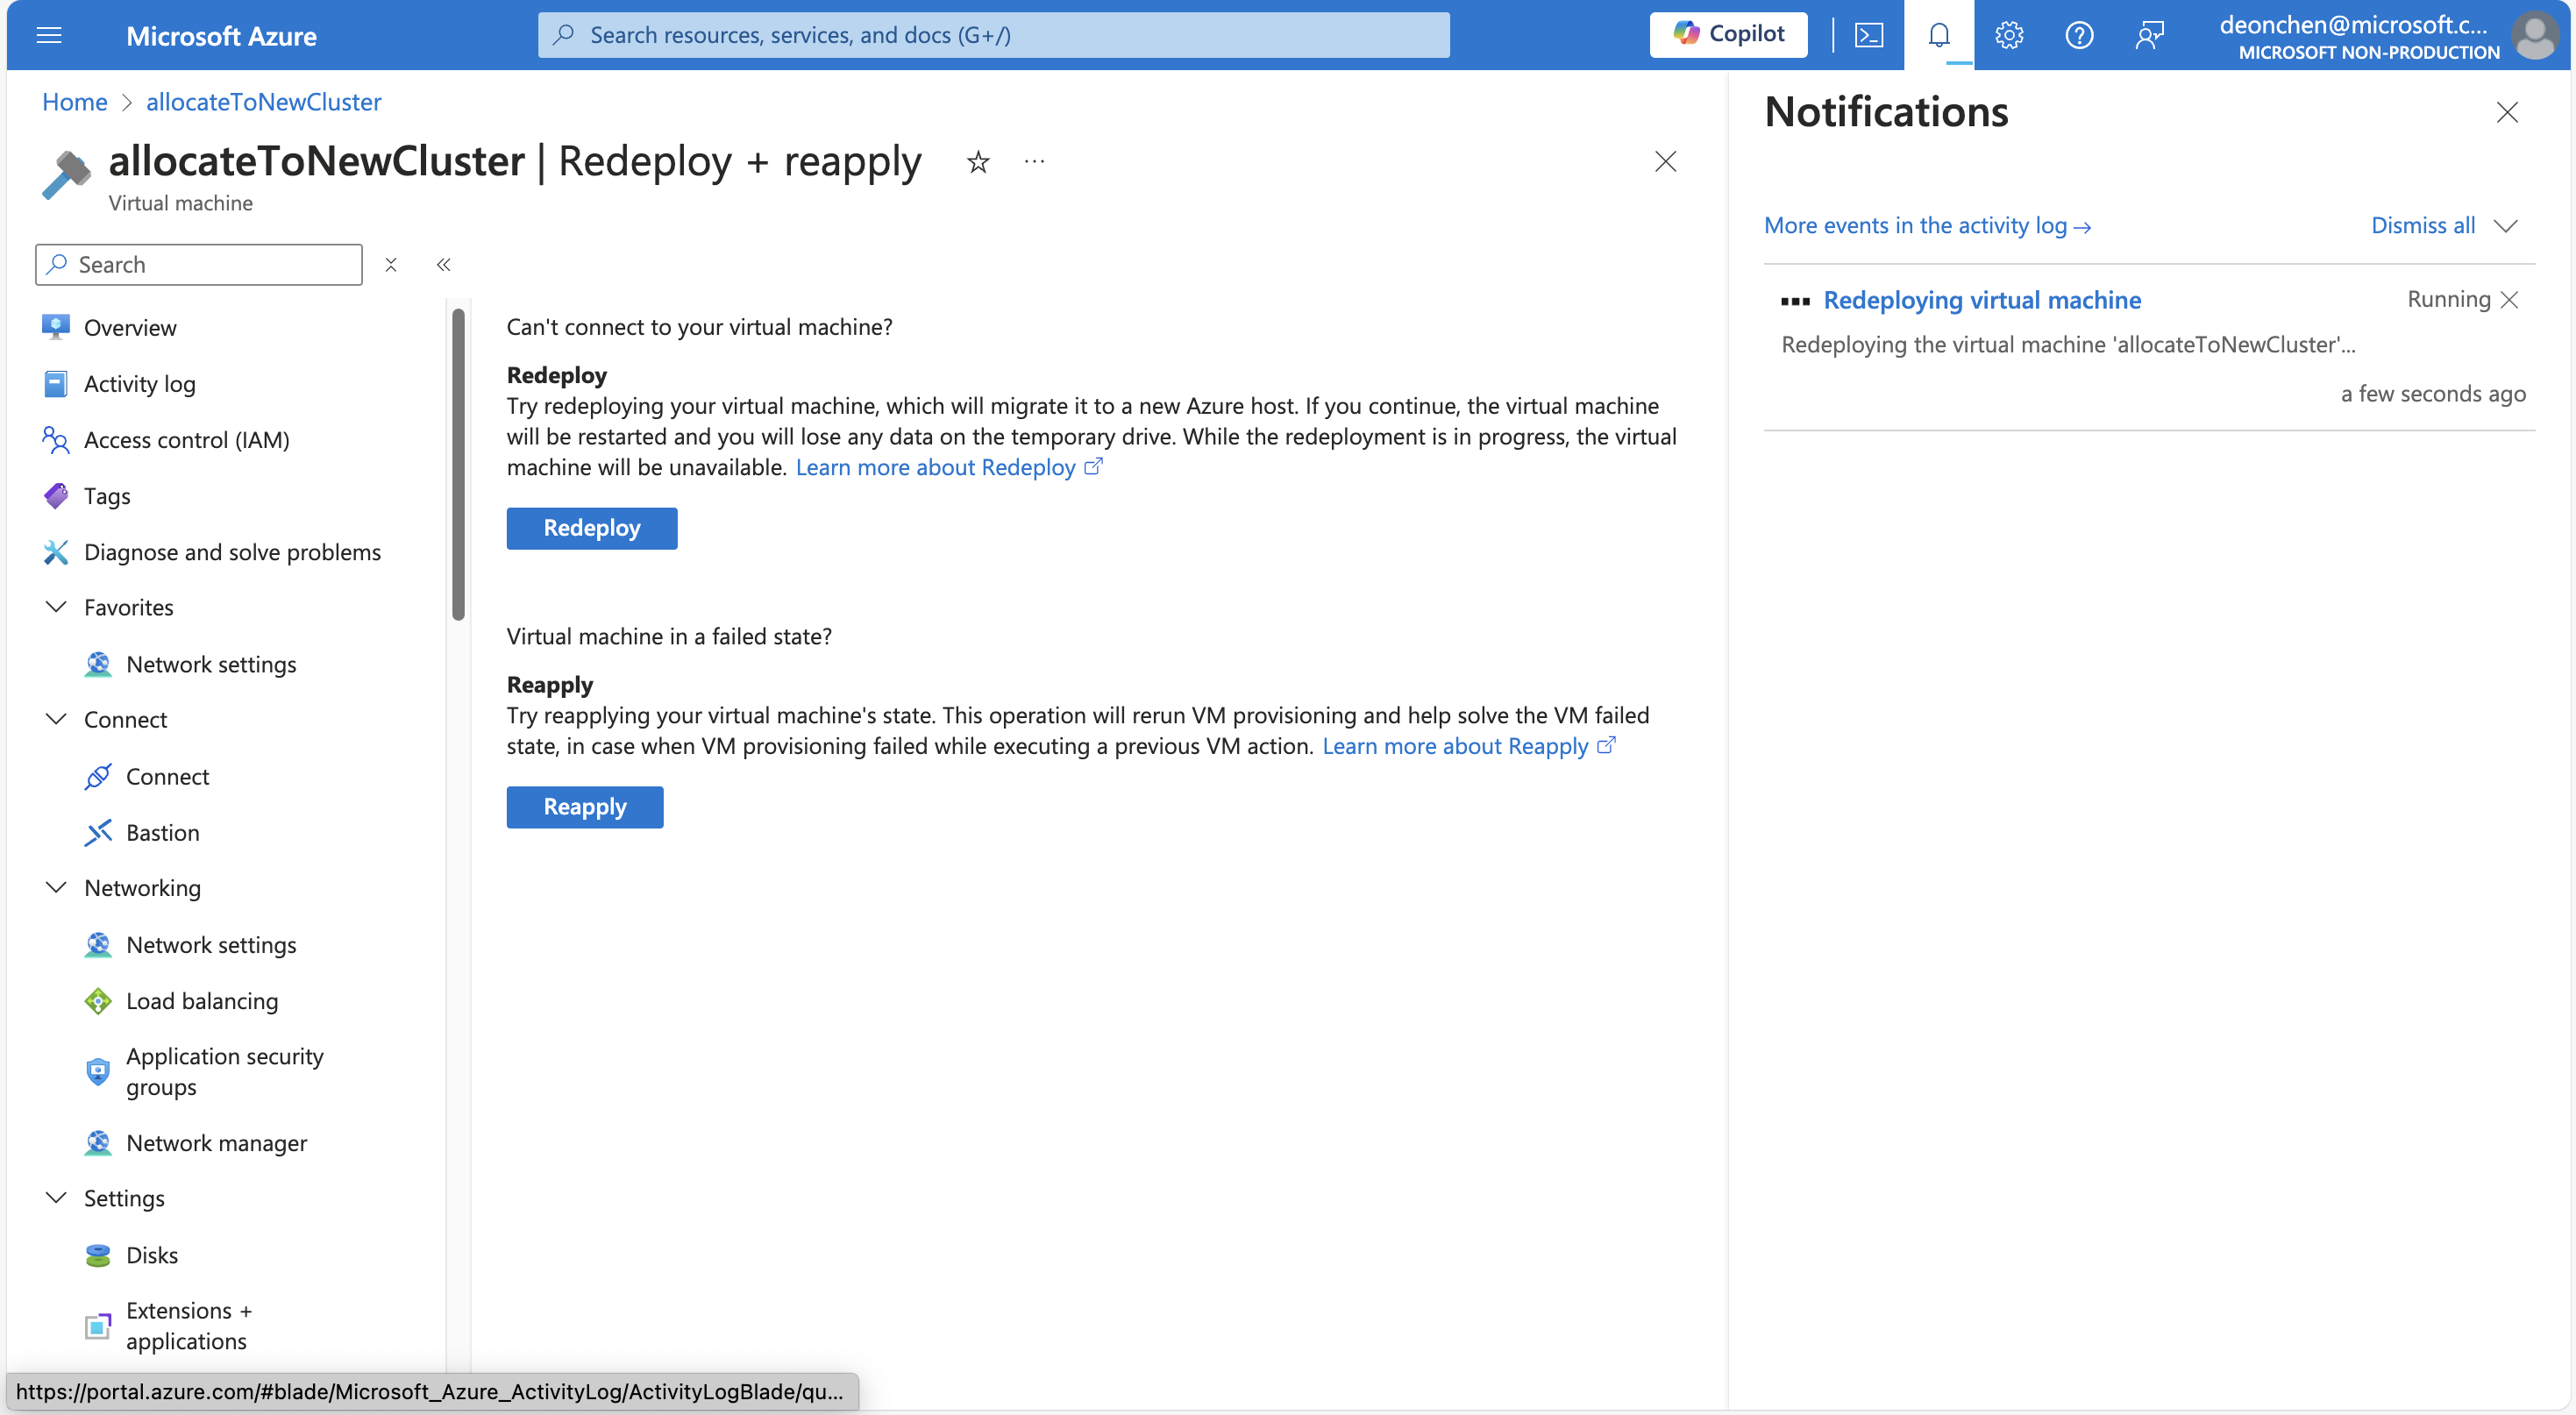 Microsoft Azure
Search resources, services, and docs (G+/)
Copilot
deonchen@microsoft.c...
MICROSOFT NON-PRODUCTION
Home > allocateToNewCluster
allocateToNewCluster | Redeploy + reapply
Virtual machine
Search
Overview
Activity log
Access control (IAM)
Tags
Diagnose and solve problems
Favorites
Network settings
Connect
Connect
Bastion
Networking
Network settings
Load balancing
Application security
groups
Network manager
Settings
Disks
Extensions +
applications
https://portal.azure.com/#blade/Microsoft_Azure_ActivityLog/ActivityLogBlade/qu...
Can't connect to your virtual machine?
Redeploy
Try redeploying your virtual machine, which will migrate it to a new Azure host. If you continue, the virtual machine
will be restarted and you will lose any data on the temporary drive. While the redeployment is in progress, the virtual
machine will be unavailable. Learn more about Redeploy
Redeploy
Virtual machine in a failed state?
Reapply
Try reapplying your virtual machine's state. This operation will rerun VM provisioning and help solve the VM failed
state, in case when VM provisioning failed while executing a previous VM action. Learn more about Reapply
Reapply
Notifications
More events in the activity log →
Dismiss all
Redeploying virtual machine
Running
Redeploying the virtual machine 'allocateToNewCluster'...
a few seconds ago